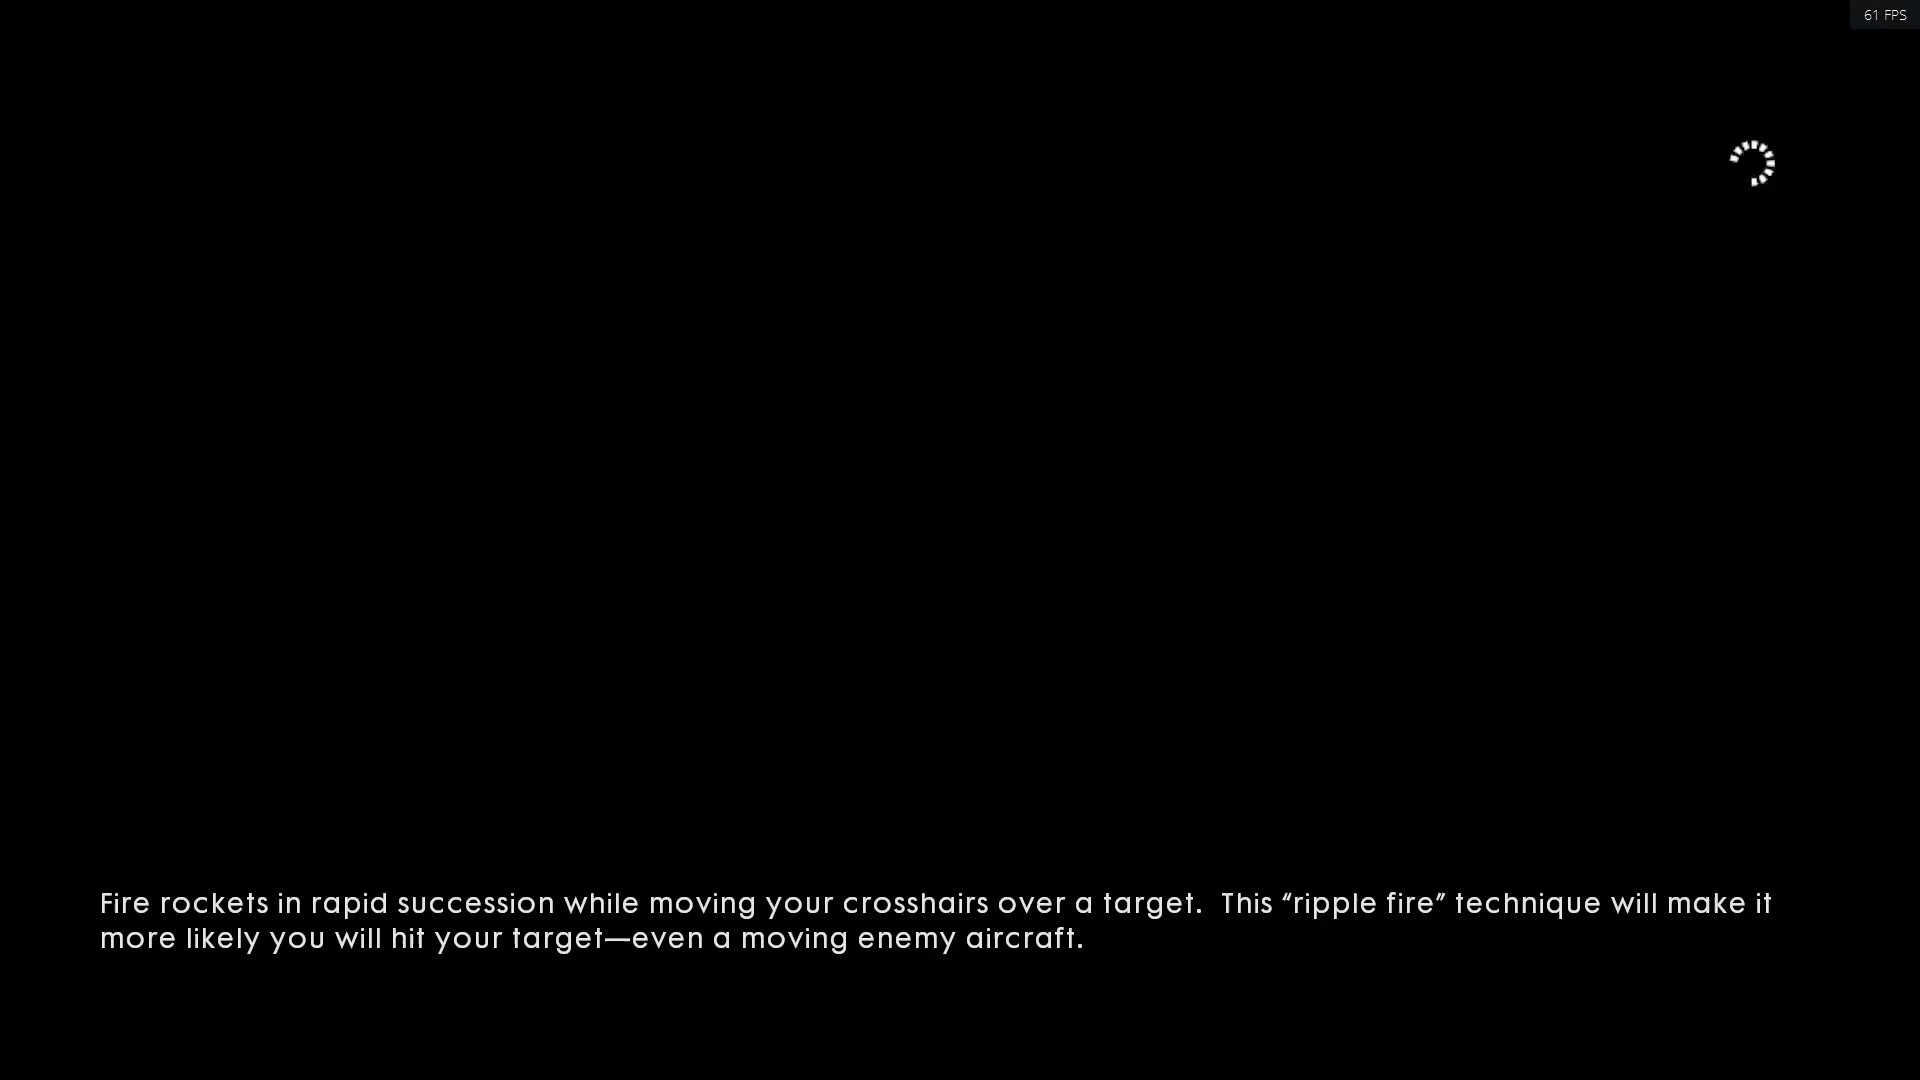 61 FPS
Fire rockets in rapid succession while moving your crosshairs over a target.  This “ripple fire” technique will make it
more likely you will hit your target—even a moving enemy aircraft.